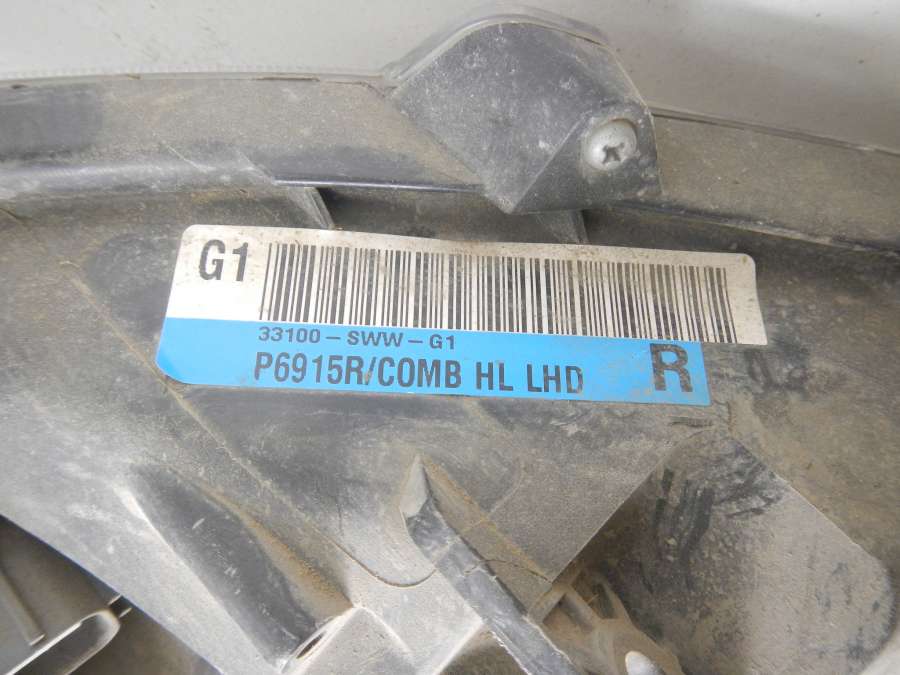 G1
33100-SWW-G1
P6915R/COMB HL LHD
R